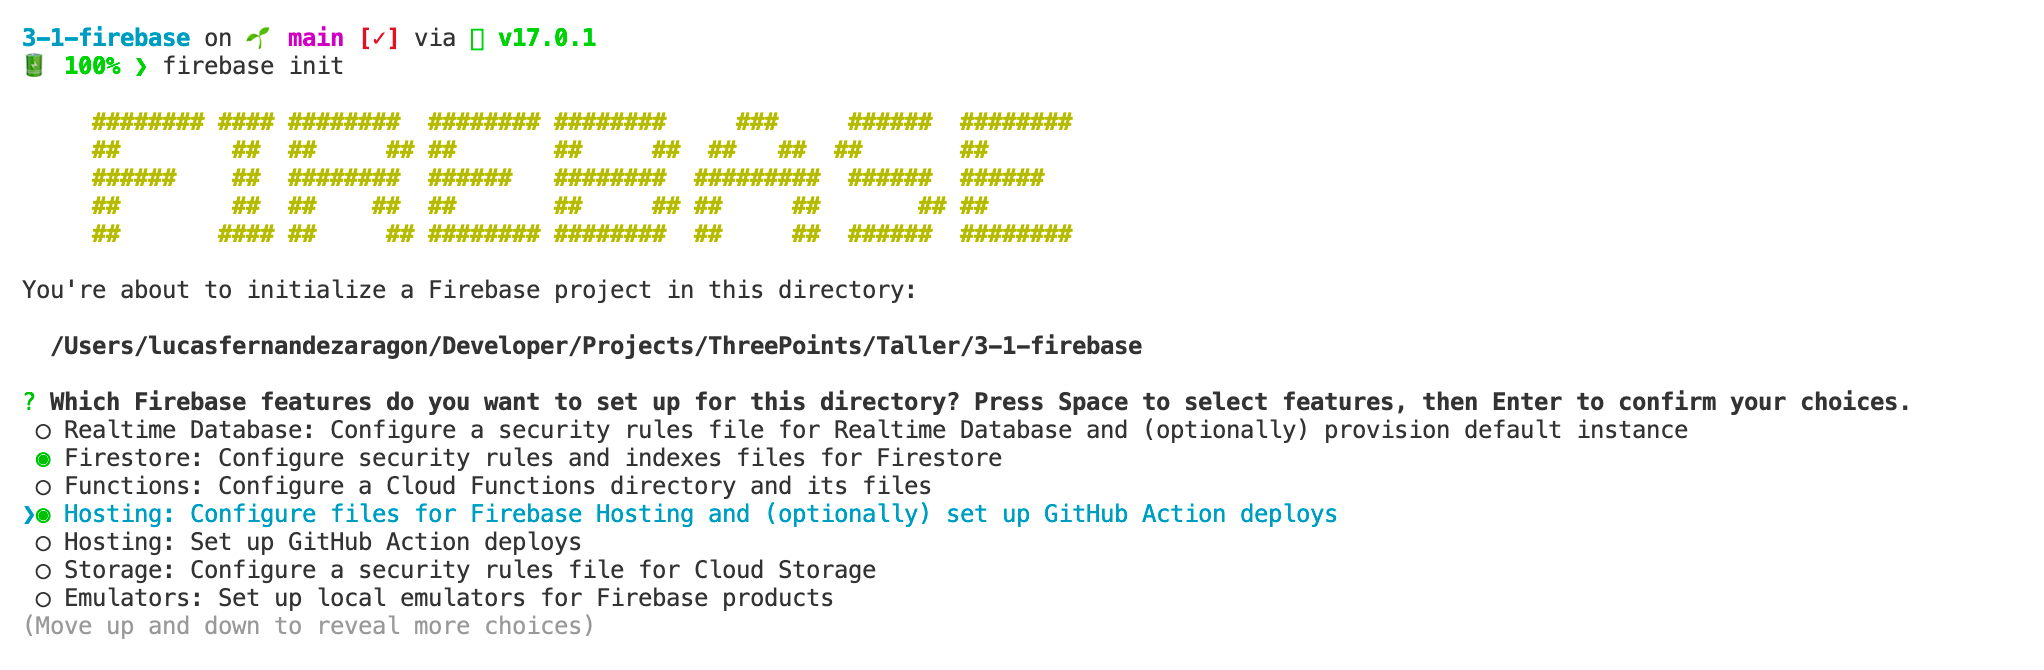 3-1-firebase on 🌱 main [✓] via  v17.0.1
🔋 100% ❯ firebase init
######## #### ######## ######## ########     ###     ######  ########
##        ##  ##     ## ##       ##     ##  ##   ##  ##       ##
######    ##  ######## ######   ########  #########  ######  ######
##        ##  ##    ##  ##       ##     ## ##     ##       ## ##
##       #### ##     ## ######## ########  ##     ##  ######  ########
You're about to initialize a Firebase project in this directory:
/Users/lucasfernandezaragon/Developer/Projects/ThreePoints/Taller/3-1-firebase
? Which Firebase features do you want to set up for this directory? Press Space to select features, then Enter to confirm your choices.
◯ Realtime Database: Configure a security rules file for Realtime Database and (optionally) provision default instance
◉ Firestore: Configure security rules and indexes files for Firestore
◯ Functions: Configure a Cloud Functions directory and its files
❯◉ Hosting: Configure files for Firebase Hosting and (optionally) set up GitHub Action deploys
◯ Hosting: Set up GitHub Action deploys
◯ Storage: Configure a security rules file for Cloud Storage
◯ Emulators: Set up local emulators for Firebase products
(Move up and down to reveal more choices)